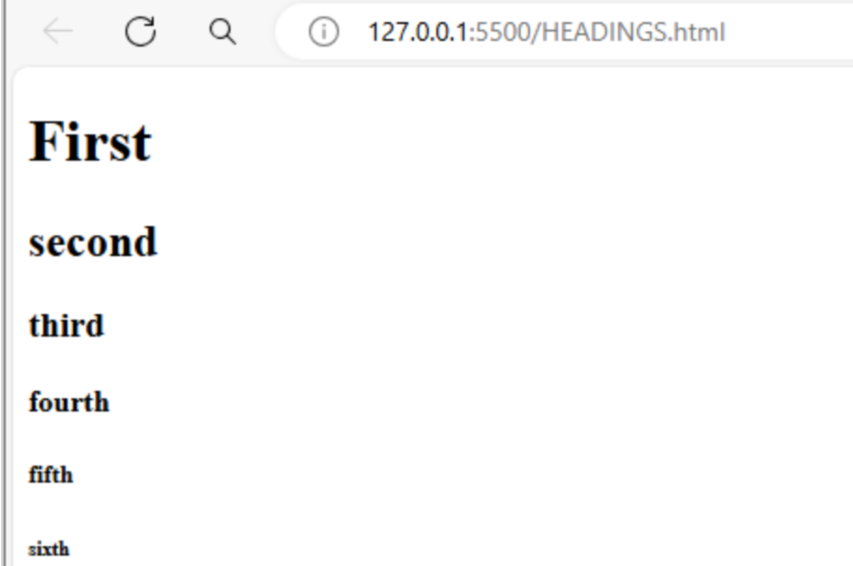 127.0.0.1:5500/HEADINGS.html
First
second
third
fourth
fifth
sixth